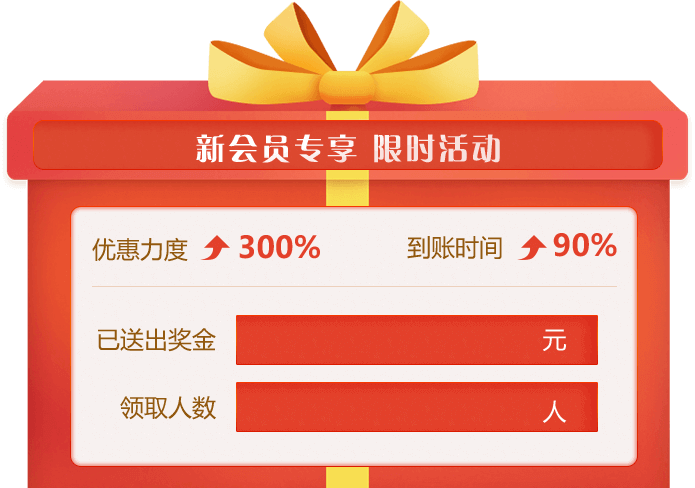 新会员专享 限时活动
优惠力度 300% 到账时间 90%
已送出奖金 元
领取人数 人